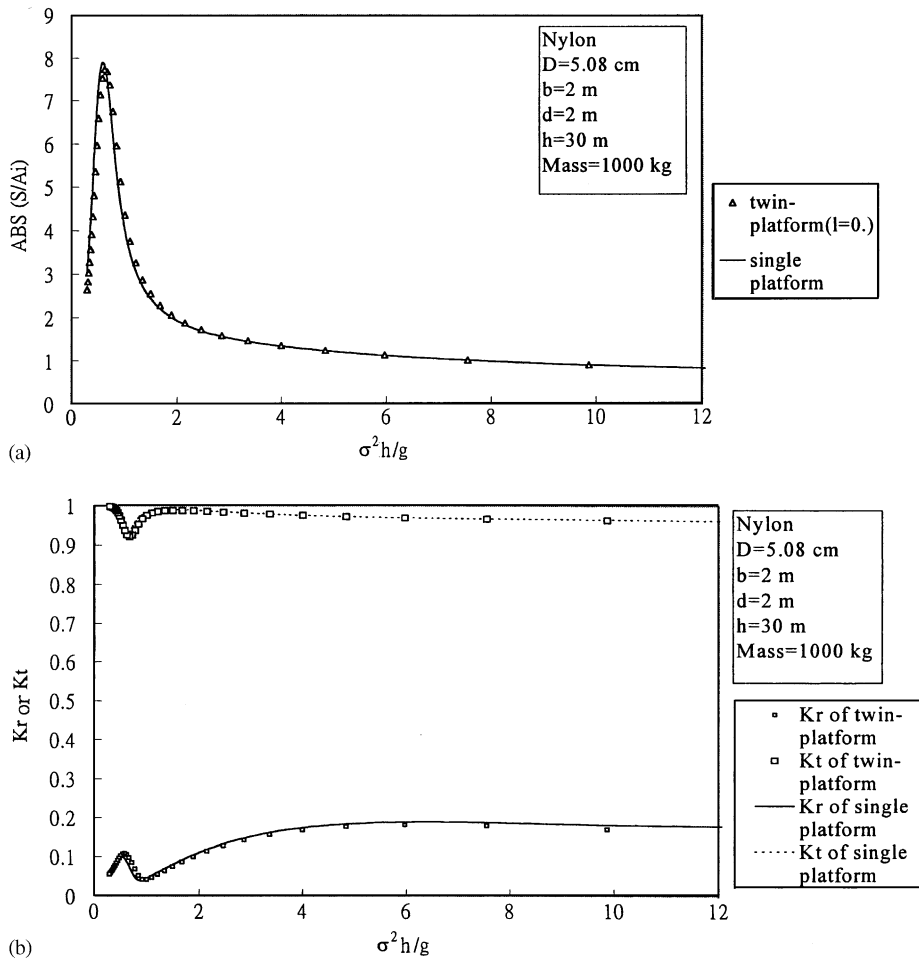 9
8
7
6
5
4
3
2
1
0
ABS (S/Ai)
0 2 4 6 8 10 12
σ²h/g
Nylon
D=5.08 cm
b=2 m
d=2 m
h=30 m
Mass=1000 kg
twin-
platform(l=0.)
single
platform
(a)
1
0.9
0.8
0.7
0.6
0.5
0.4
0.3
0.2
0.1
0
Kr or Kt
0 2 4 6 8 10 12
σ²h/g
Nylon
D=5.08 cm
b=2 m
d=2 m
h=30 m
Mass=1000 kg
Kr of twin-
platform
Kt of twin-
platform
Kr of single
platform
Kt of single
platform
(b)